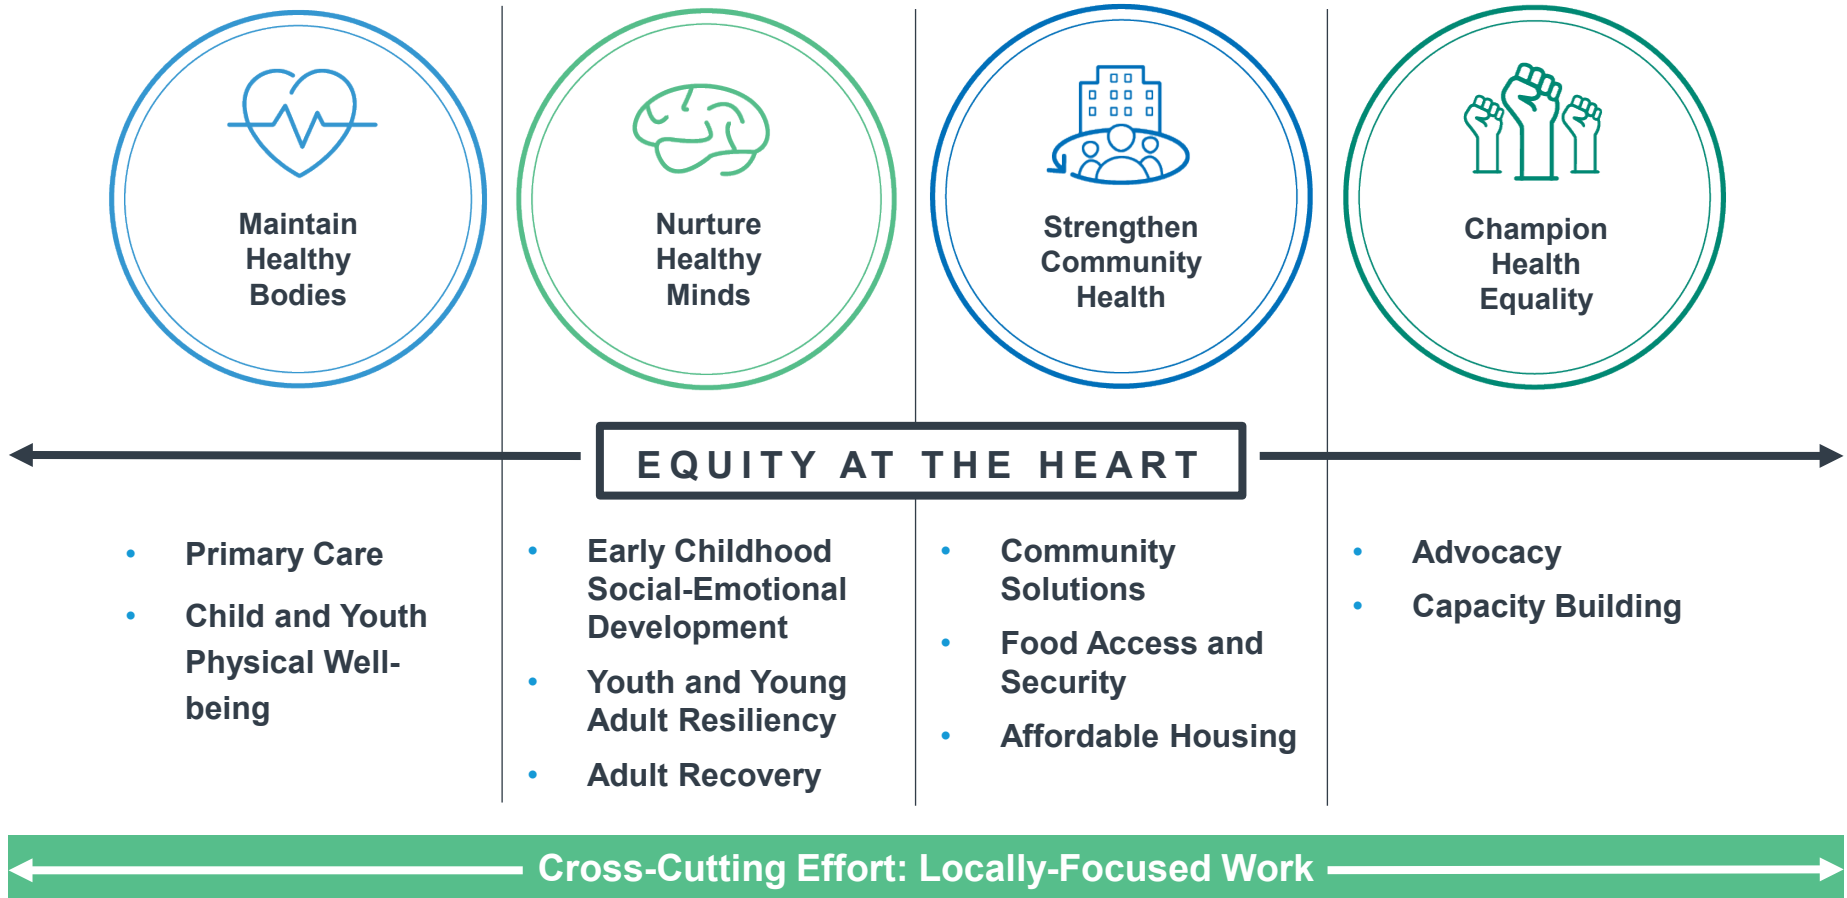 Maintain
Healthy
Bodies
Nurture
Healthy
Minds
Strengthen
Community
Health
Champion
Health
Equality
EQUITY AT THE HEART
• Primary Care
• Child and Youth
Physical Well-
being
• Early Childhood
Social-Emotional
Development
• Youth and Young
Adult Resiliency
• Adult Recovery
• Community
Solutions
• Food Access and
Security
• Affordable Housing
• Advocacy
• Capacity Building
Cross-Cutting Effort: Locally-Focused Work